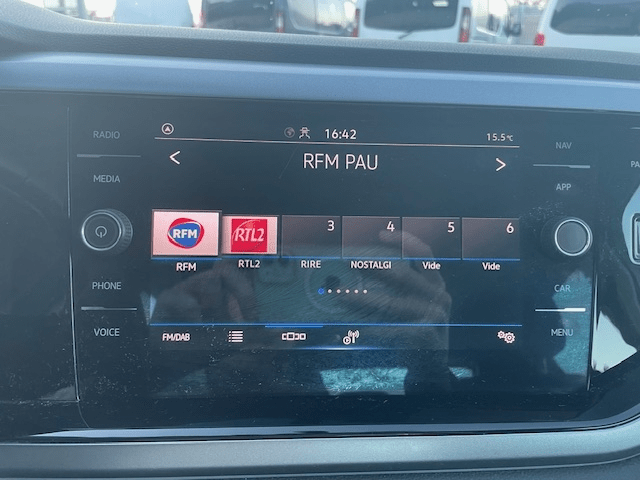 RADIO
MEDIA
PHONE
VOICE
16:42
15.5°C
RFM PAU
RFM
RTL2
3
4
5
6
RFM
RTL2
RIRE
NOSTALGI
Vide
Vide
FM/DAB
NAV
APP
CAR
MENU
PA